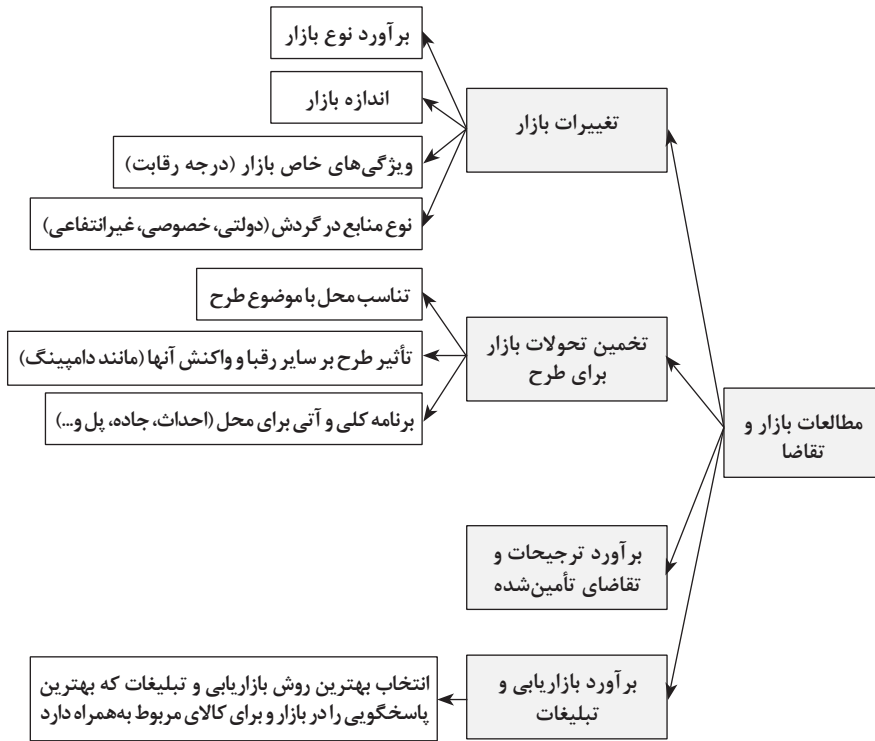 مطالعات بازار و
تقاضا
تغییرات بازار
برآورد نوع بازار
اندازه بازار
ویژگی‌های خاص بازار (درجه رقابت)
نوع منابع در گردش (دولتی، خصوصی، غیرانتفاعی)
تخمین تحولات بازار
برای طرح
تناسب محل با موضوع طرح
تأثیر طرح بر سایر رقبا و واکنش آنها (مانند دامپینگ)
برنامه کلی و آتی برای محل (احداث، جاده، پل و...)
برآورد ترجیحات و
تقاضای تأمین‌شده
برآورد بازاریابی و
تبلیغات
انتخاب بهترین روش بازاریابی و تبلیغات که بهترین
پاسخگویی را در بازار و برای کالای مربوط به‌همراه دارد